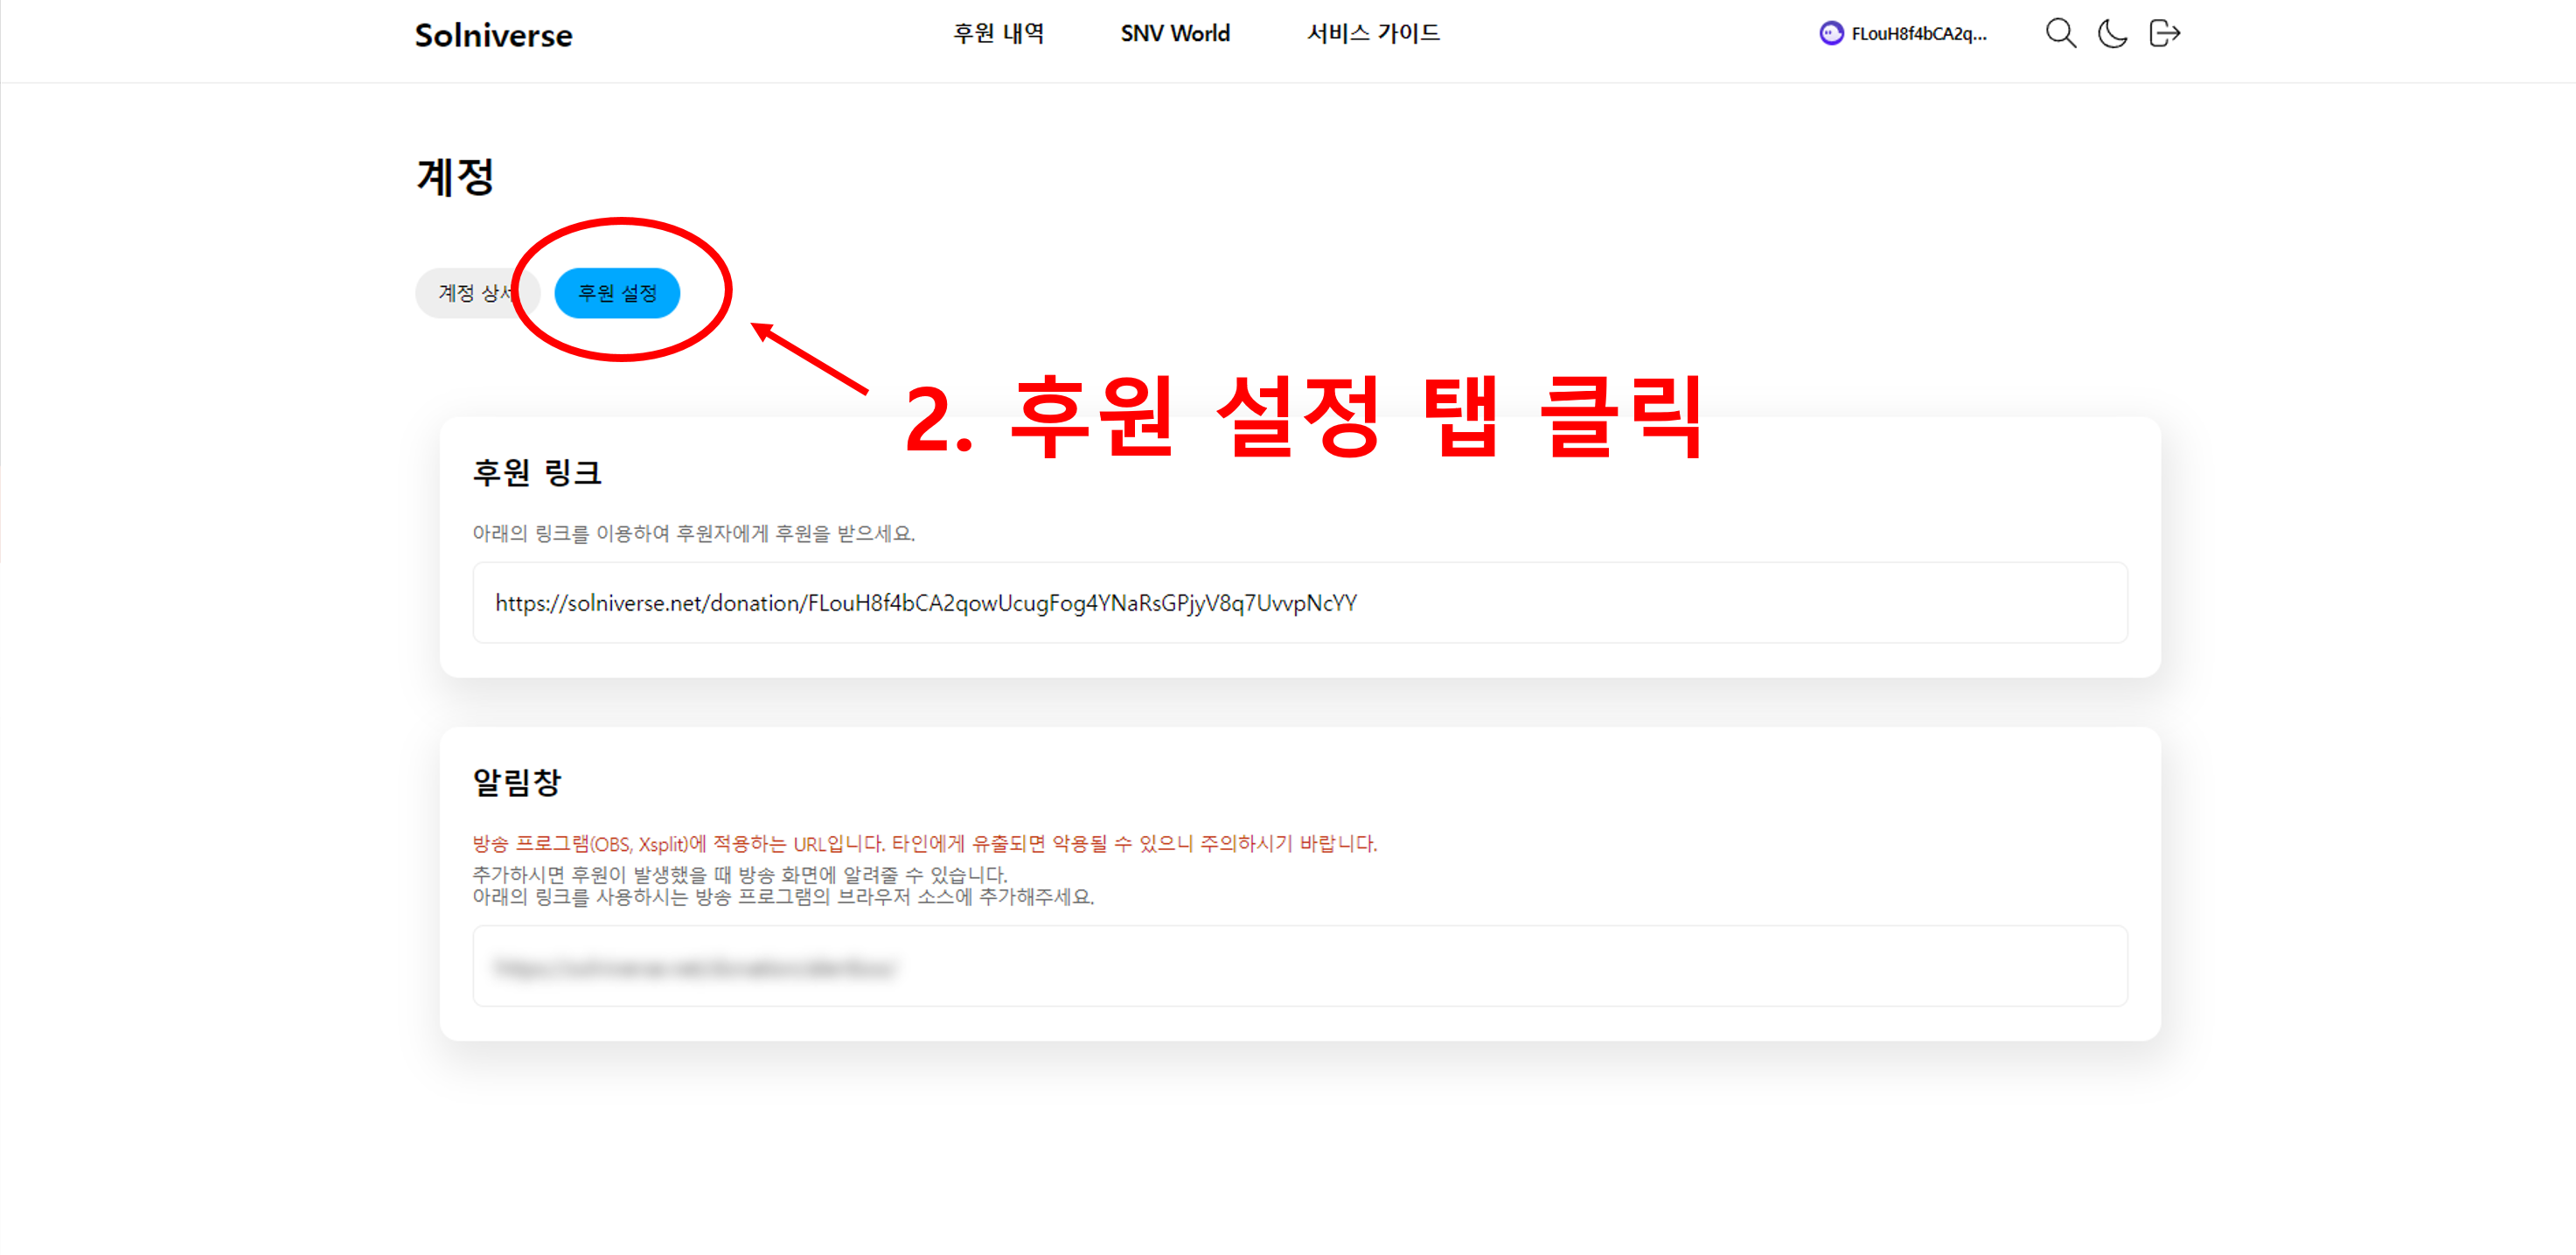 Solniverse
후원 내역
SNV World
서비스 가이드
FLouH8f4bCA2q...
계정
계정 상세
후원 설정
2. 후원 설정 탭 클릭
후원 링크
아래의 링크를 이용하여 후원자에게 후원을 받으세요.
https://solniverse.net/donation/FLouH8f4bCA2qowUcugFog4YNaRsGPjyV8q7UvvpNcYY
알림창
방송 프로그램(OBS, Xsplit)에 적용하는 URL입니다. 타인에게 유출되면 악용될 수 있으니 주의하시기 바랍니다.
추가하시면 후원이 발생했을 때 방송 화면에 알려줄 수 있습니다.
아래의 링크를 사용하시는 방송 프로그램의 브라우저 소스에 추가해주세요.